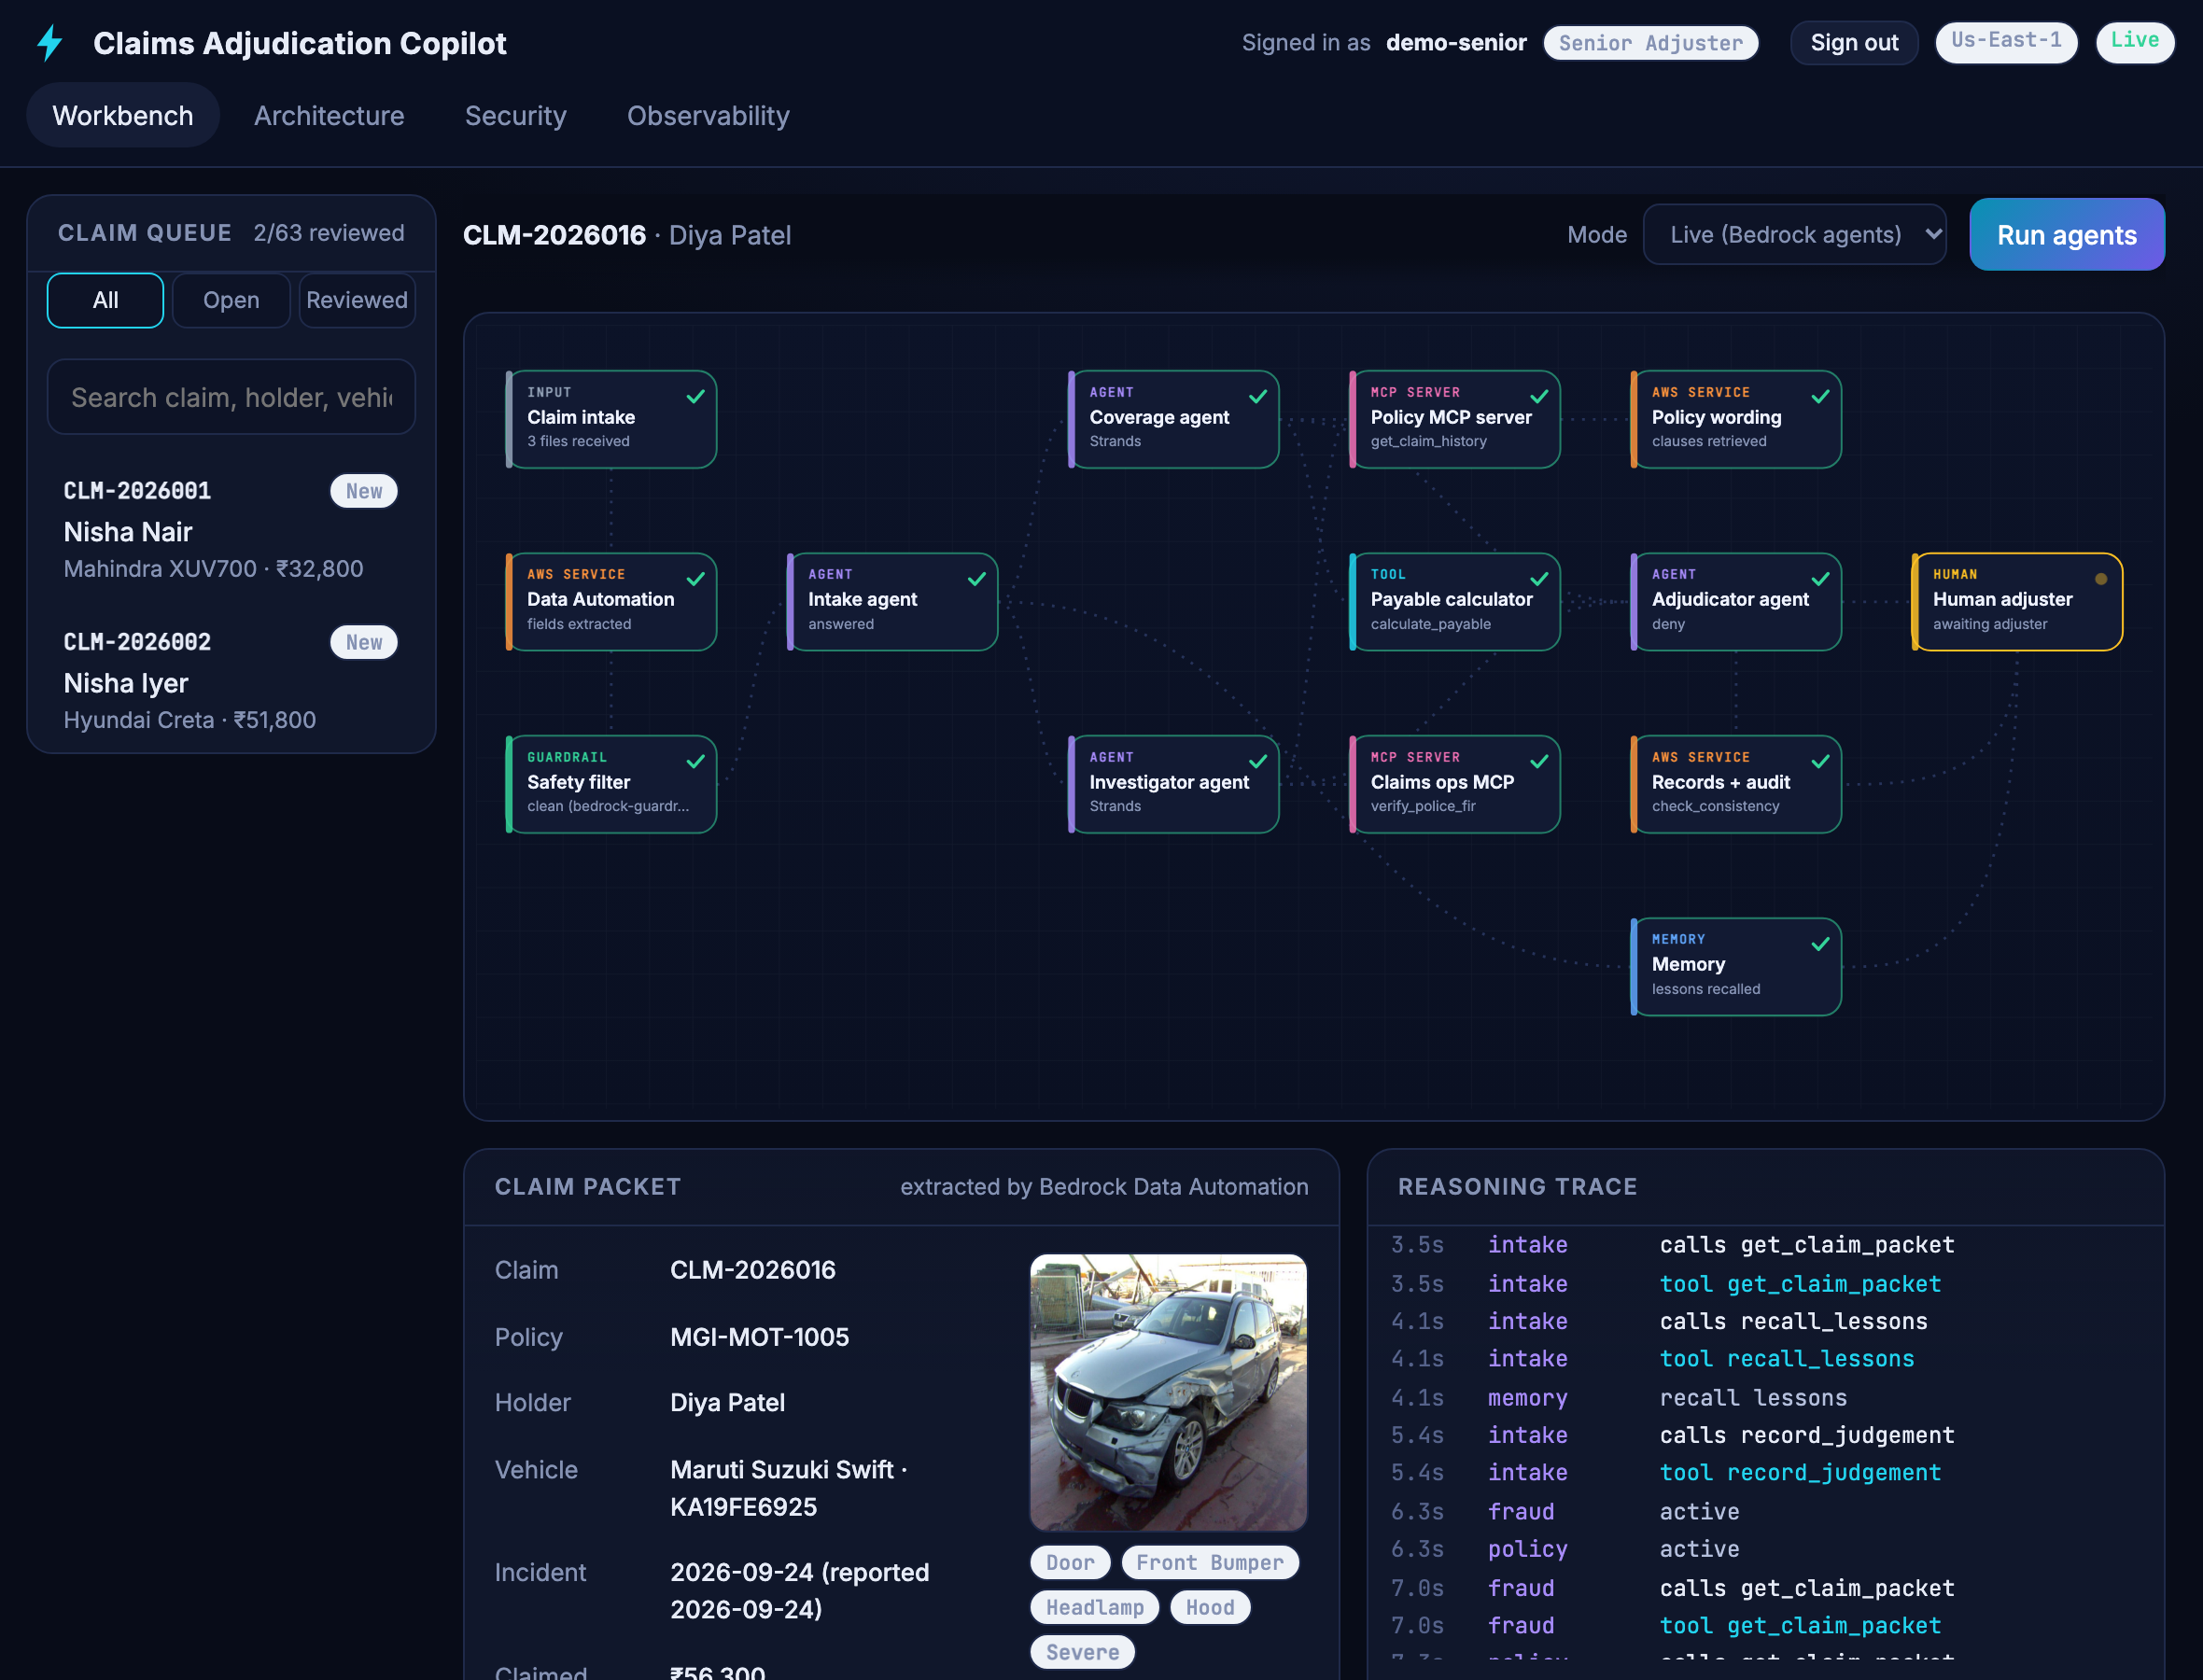 Claims Adjudication Copilot
Signed in as demo-senior Senior Adjuster Sign out Us-East-1 Live
Workbench Architecture Security Observability
CLAIM QUEUE 2/63 reviewed
All Open Reviewed
Search claim, holder, vehi
CLM-2026001 New
Nisha Nair
Mahindra XUV700 · ₹32,800
CLM-2026002 New
Nisha Iyer
Hyundai Creta · ₹51,800
CLM-2026016 · Diya Patel
Mode Live (Bedrock agents) Run agents
INPUT
Claim intake
3 files received
AGENT
Coverage agent
Strands
MCP SERVER
Policy MCP server
get_claim_history
AWS SERVICE
Policy wording
clauses retrieved
AWS SERVICE
Data Automation
fields extracted
AGENT
Intake agent
answered
TOOL
Payable calculator
calculate_payable
AGENT
Adjudicator agent
deny
HUMAN
Human adjuster
awaiting adjuster
GUARDRAIL
Safety filter
clean (bedrock-guardr...
AGENT
Investigator agent
Strands
MCP SERVER
Claims ops MCP
verify_police_fir
AWS SERVICE
Records + audit
check_consistency
MEMORY
Memory
lessons recalled
CLAIM PACKET extracted by Bedrock Data Automation
Claim CLM-2026016
Policy MGI-MOT-1005
Holder Diya Patel
Vehicle Maruti Suzuki Swift ·
KA19FE6925
Incident 2026-09-24 (reported
2026-09-24)
Claimed ₹56,300
Door Front Bumper
Headlamp Hood
Severe
REASONING TRACE
3.5s intake calls get_claim_packet
3.5s intake tool get_claim_packet
4.1s intake calls recall_lessons
4.1s intake tool recall_lessons
4.1s memory recall lessons
5.4s intake calls record_judgement
5.4s intake tool record_judgement
6.3s fraud active
6.3s policy active
7.0s fraud calls get_claim_packet
7.0s fraud tool get_claim_packet